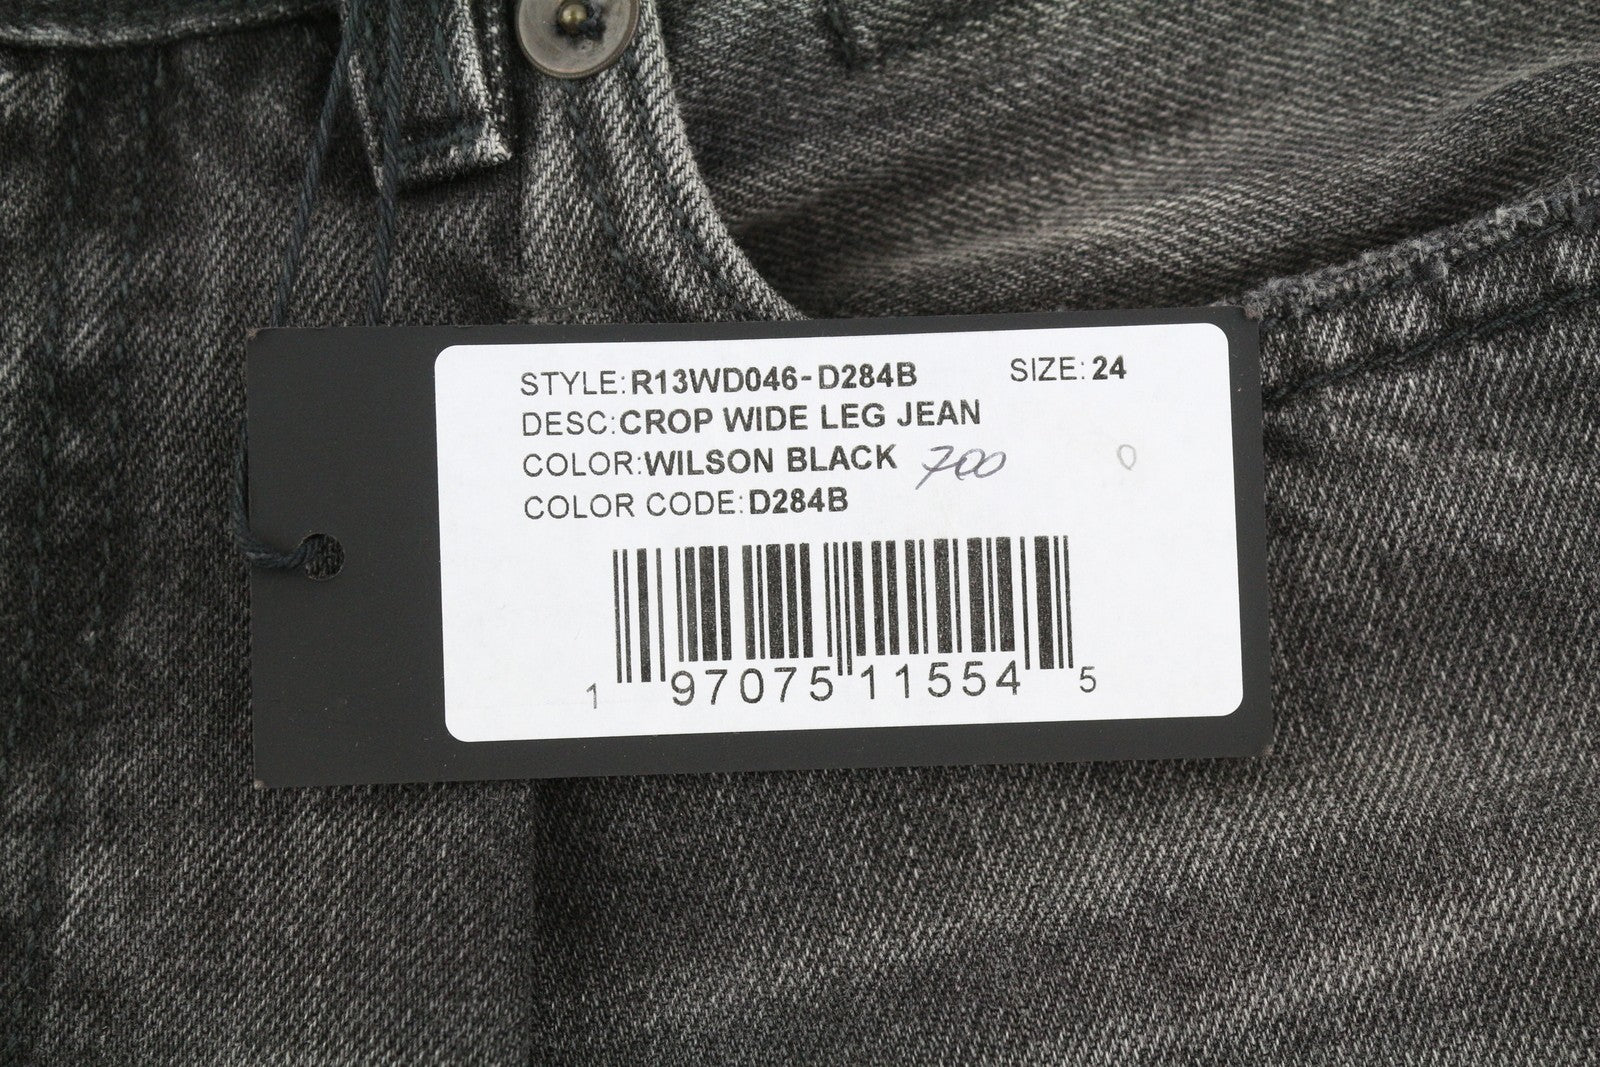 STYLE:R13WD046-D284B SIZE:24
DESC:CROP WIDE LEG JEAN
COLOR:WILSON BLACK 700 0
COLOR CODE:D284B
1 97075 11554 5